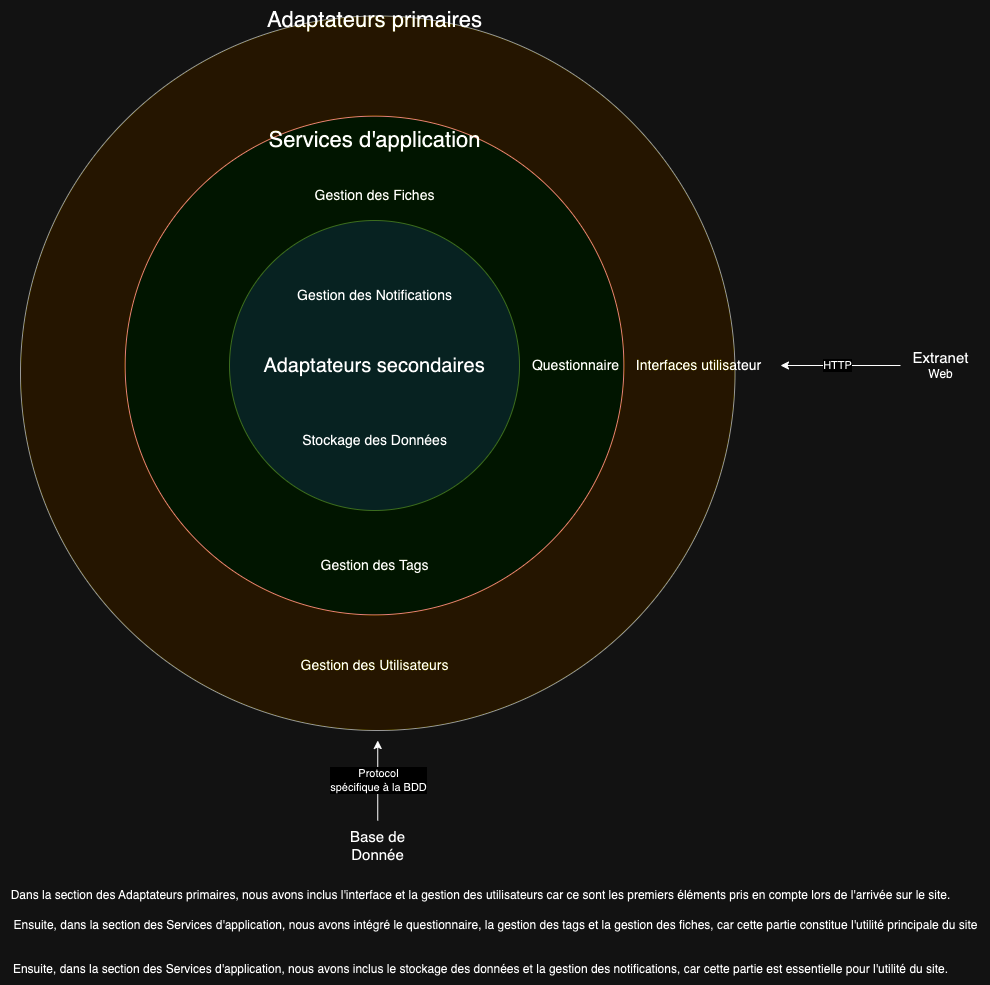 Adaptateurs primaires
Services d'application
Gestion des Fiches
Gestion des Notifications
Adaptateurs secondaires
Questionnaire
Interfaces utilisateur
HTTP
Extranet
Web
Stockage des Données
Gestion des Tags
Gestion des Utilisateurs
Protocol
spécifique à la BDD
Base de
Donnée
Dans la section des Adaptateurs primaires, nous avons inclus l'interface et la gestion des utilisateurs car ce sont les premiers éléments pris en compte lors de l'arrivée sur le site.
Ensuite, dans la section des Services d'application, nous avons intégré le questionnaire, la gestion des tags et la gestion des fiches, car cette partie constitue l'utilité principale du site
Ensuite, dans la section des Services d'application, nous avons inclus le stockage des données et la gestion des notifications, car cette partie est essentielle pour l'utilité du site.